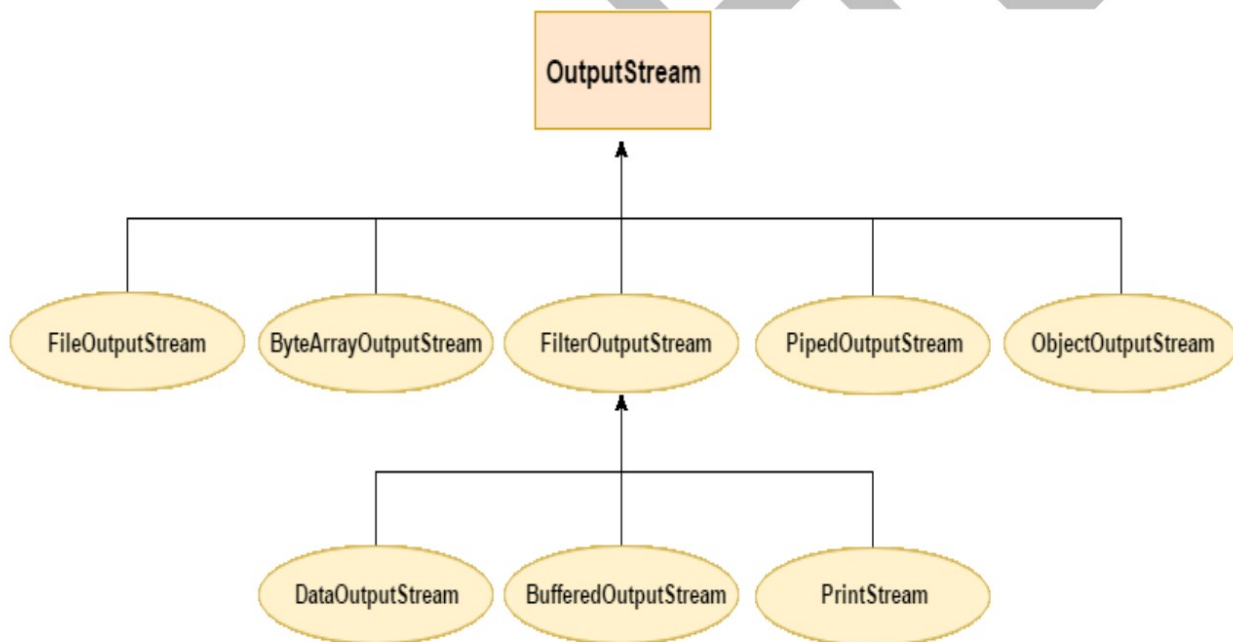 OutputStream
FileOutputStream ByteArrayOutputStream FilterOutputStream PipedOutputStream ObjectOutputStream
DataOutputStream BufferedOutputStream PrintStream